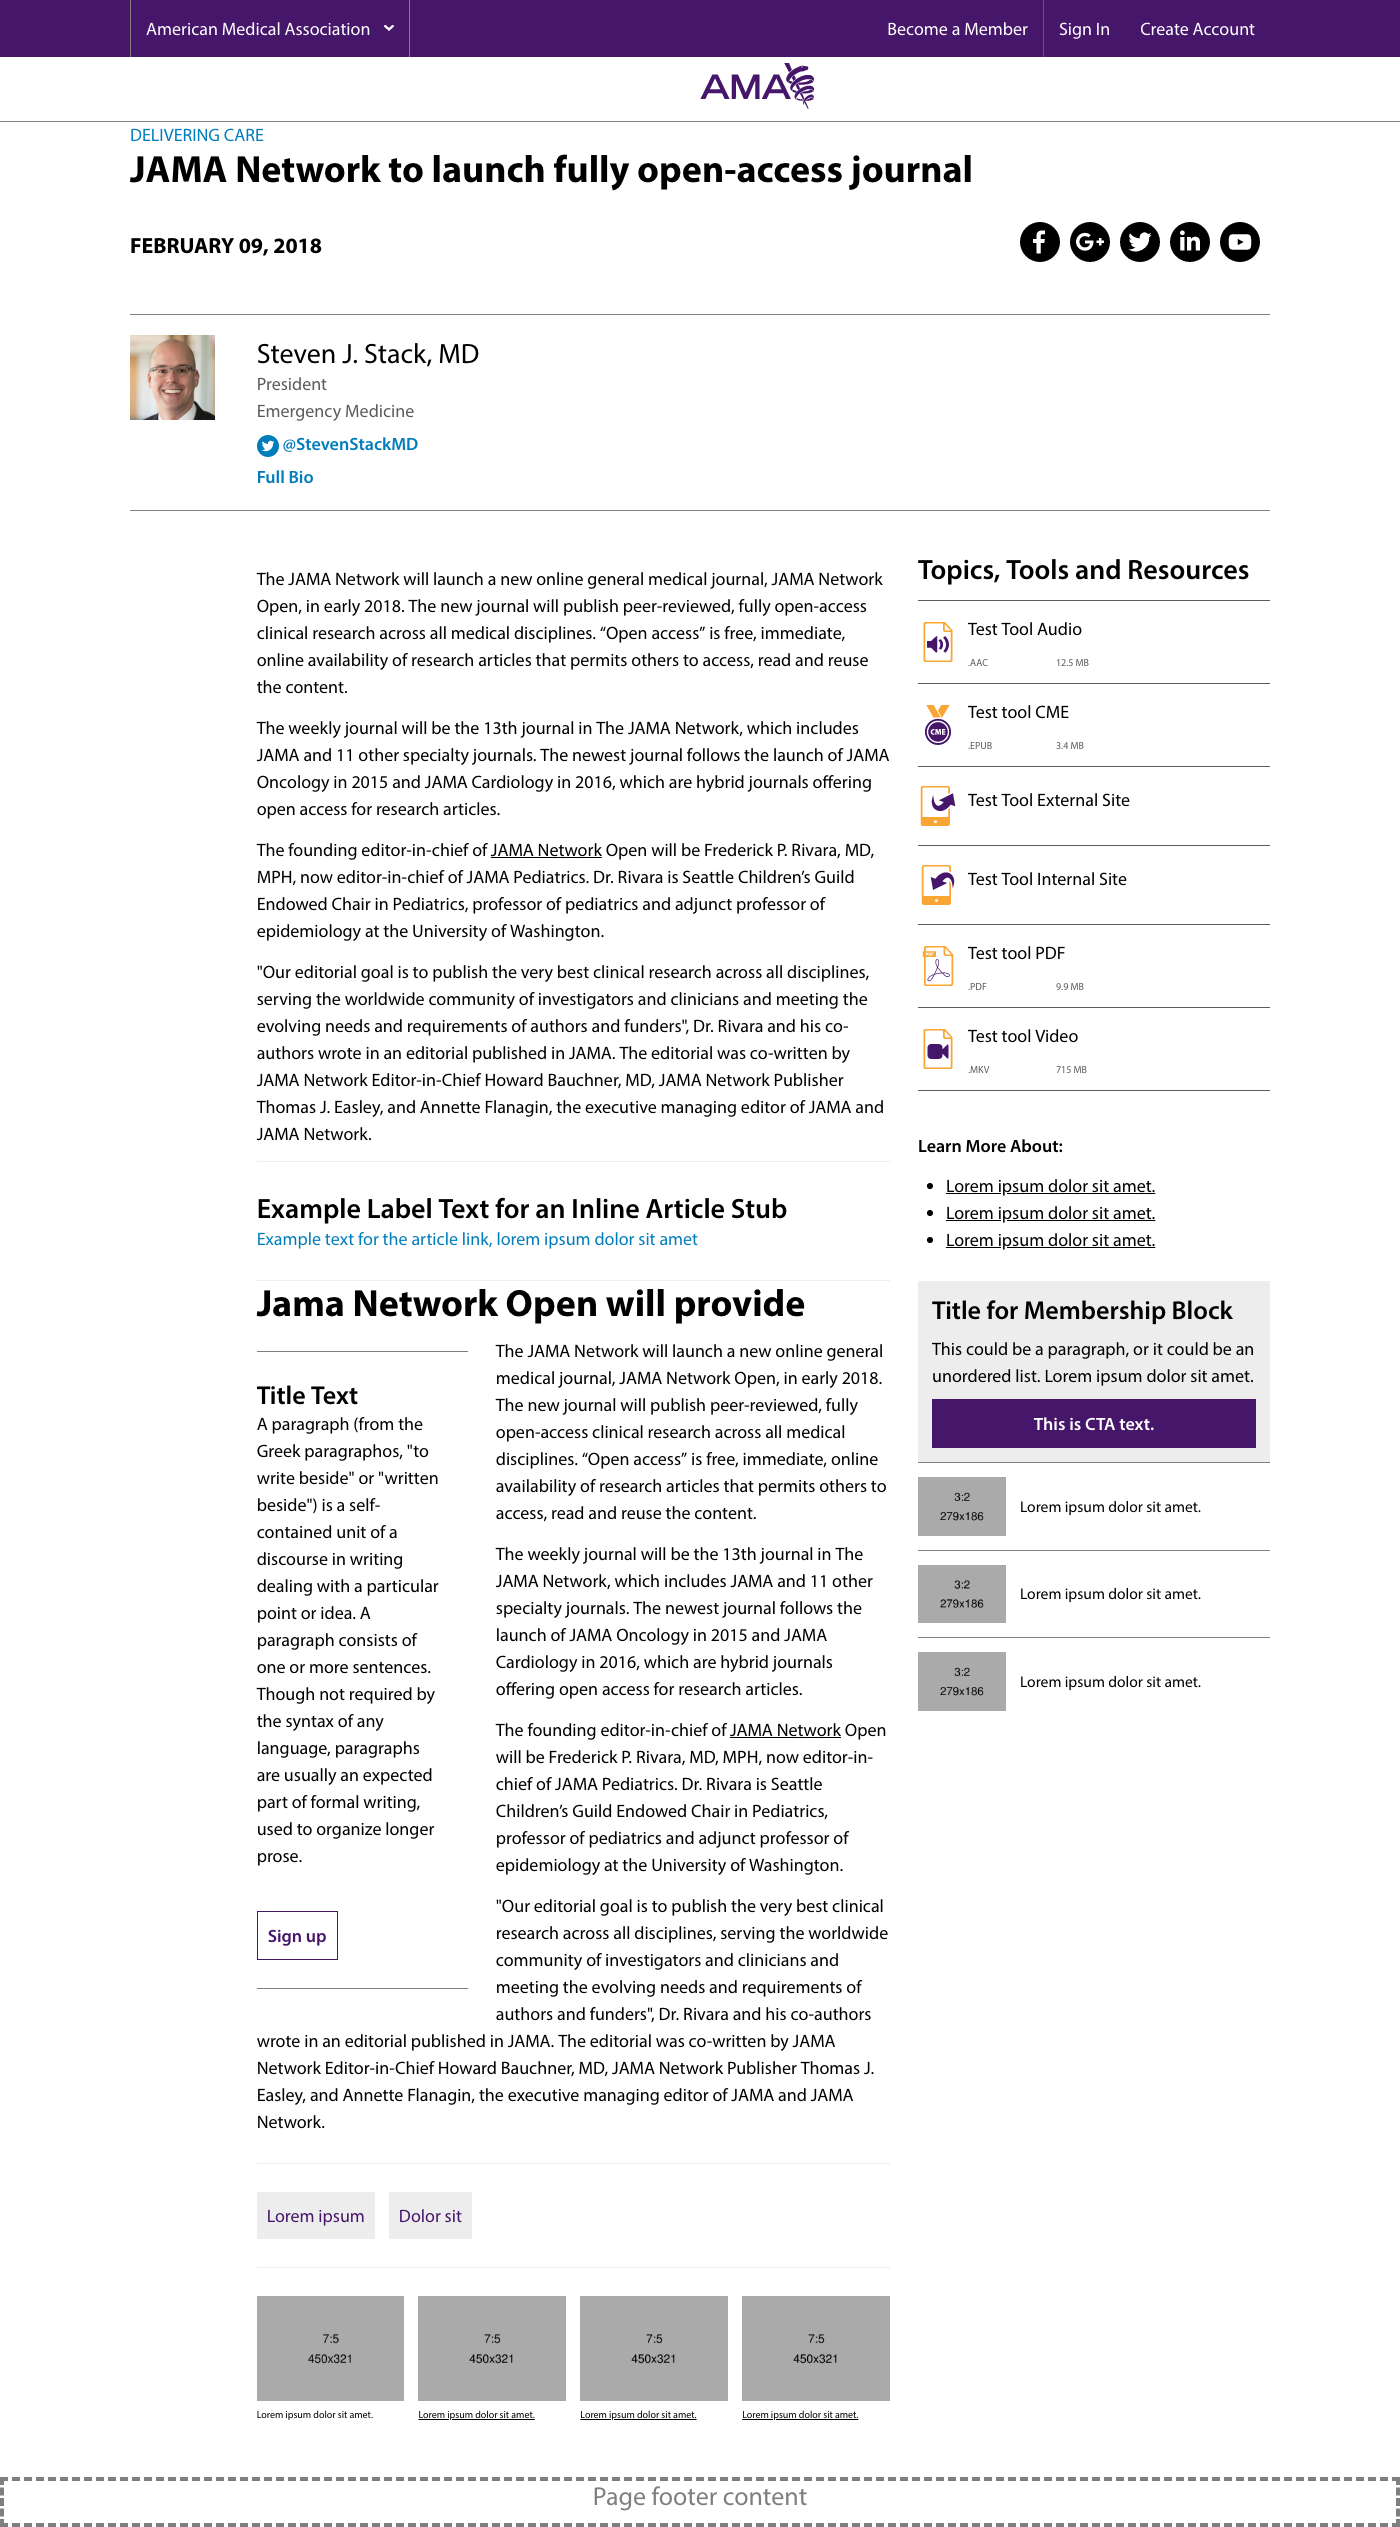 American Medical Association
Become a Member
Sign In
Create Account
AMA
DELIVERING CARE
JAMA Network to launch fully open-access journal
FEBRUARY 09, 2018
Steven J. Stack, MD
President
Emergency Medicine
@StevenStackMD
Full Bio
The JAMA Network will launch a new online general medical journal, JAMA Network
Open, in early 2018. The new journal will publish peer-reviewed, fully open-access
clinical research across all medical disciplines. “Open access” is free, immediate,
online availability of research articles that permits others to access, read and reuse
the content.
The weekly journal will be the 13th journal in The JAMA Network, which includes
JAMA and 11 other specialty journals. The newest journal follows the launch of JAMA
Oncology in 2015 and JAMA Cardiology in 2016, which are hybrid journals offering
open access for research articles.
The founding editor-in-chief of JAMA Network Open will be Frederick P. Rivara, MD,
MPH, now editor-in-chief of JAMA Pediatrics. Dr. Rivara is Seattle Children’s Guild
Endowed Chair in Pediatrics, professor of pediatrics and adjunct professor of
epidemiology at the University of Washington.
"Our editorial goal is to publish the very best clinical research across all disciplines,
serving the worldwide community of investigators and clinicians and meeting the
evolving needs and requirements of authors and funders", Dr. Rivara and his co-
authors wrote in an editorial published in JAMA. The editorial was co-written by
JAMA Network Editor-in-Chief Howard Bauchner, MD, JAMA Network Publisher
Thomas J. Easley, and Annette Flanagin, the executive managing editor of JAMA and
JAMA Network.
Example Label Text for an Inline Article Stub
Example text for the article link, lorem ipsum dolor sit amet
Jama Network Open will provide
Title Text
A paragraph (from the
Greek paragraphos, "to
write beside" or "written
beside") is a self-
contained unit of a
discourse in writing
dealing with a particular
point or idea. A
paragraph consists of
one or more sentences.
Though not required by
the syntax of any
language, paragraphs
are usually an expected
part of formal writing,
used to organize longer
prose.
Sign up
The JAMA Network will launch a new online general
medical journal, JAMA Network Open, in early 2018.
The new journal will publish peer-reviewed, fully
open-access clinical research across all medical
disciplines. “Open access” is free, immediate, online
availability of research articles that permits others to
access, read and reuse the content.
The weekly journal will be the 13th journal in The
JAMA Network, which includes JAMA and 11 other
specialty journals. The newest journal follows the
launch of JAMA Oncology in 2015 and JAMA
Cardiology in 2016, which are hybrid journals
offering open access for research articles.
The founding editor-in-chief of JAMA Network Open
will be Frederick P. Rivara, MD, MPH, now editor-in-
chief of JAMA Pediatrics. Dr. Rivara is Seattle
Children’s Guild Endowed Chair in Pediatrics,
professor of pediatrics and adjunct professor of
epidemiology at the University of Washington.
"Our editorial goal is to publish the very best clinical
research across all disciplines, serving the worldwide
community of investigators and clinicians and
meeting the evolving needs and requirements of
authors and funders", Dr. Rivara and his co-authors
wrote in an editorial published in JAMA. The editorial was co-written by JAMA
Network Editor-in-Chief Howard Bauchner, MD, JAMA Network Publisher Thomas J.
Easley, and Annette Flanagin, the executive managing editor of JAMA and JAMA
Network.
Lorem ipsum
Dolor sit
7:5
450x321
Lorem ipsum dolor sit amet.
7:5
450x321
Lorem ipsum dolor sit amet.
7:5
450x321
Lorem ipsum dolor sit amet.
7:5
450x321
Lorem ipsum dolor sit amet.
Topics, Tools and Resources
Test Tool Audio
.AAC 12.5 MB
CME
Test tool CME
.EPUB 3.4 MB
Test Tool External Site
Test Tool Internal Site
PDF
Test tool PDF
.PDF 9.9 MB
Test tool Video
.MKV 715 MB
Learn More About:
Lorem ipsum dolor sit amet.
Lorem ipsum dolor sit amet.
Lorem ipsum dolor sit amet.
Title for Membership Block
This could be a paragraph, or it could be an
unordered list. Lorem ipsum dolor sit amet.
This is CTA text.
3:2
279x186
Lorem ipsum dolor sit amet.
3:2
279x186
Lorem ipsum dolor sit amet.
3:2
279x186
Lorem ipsum dolor sit amet.
Page footer content